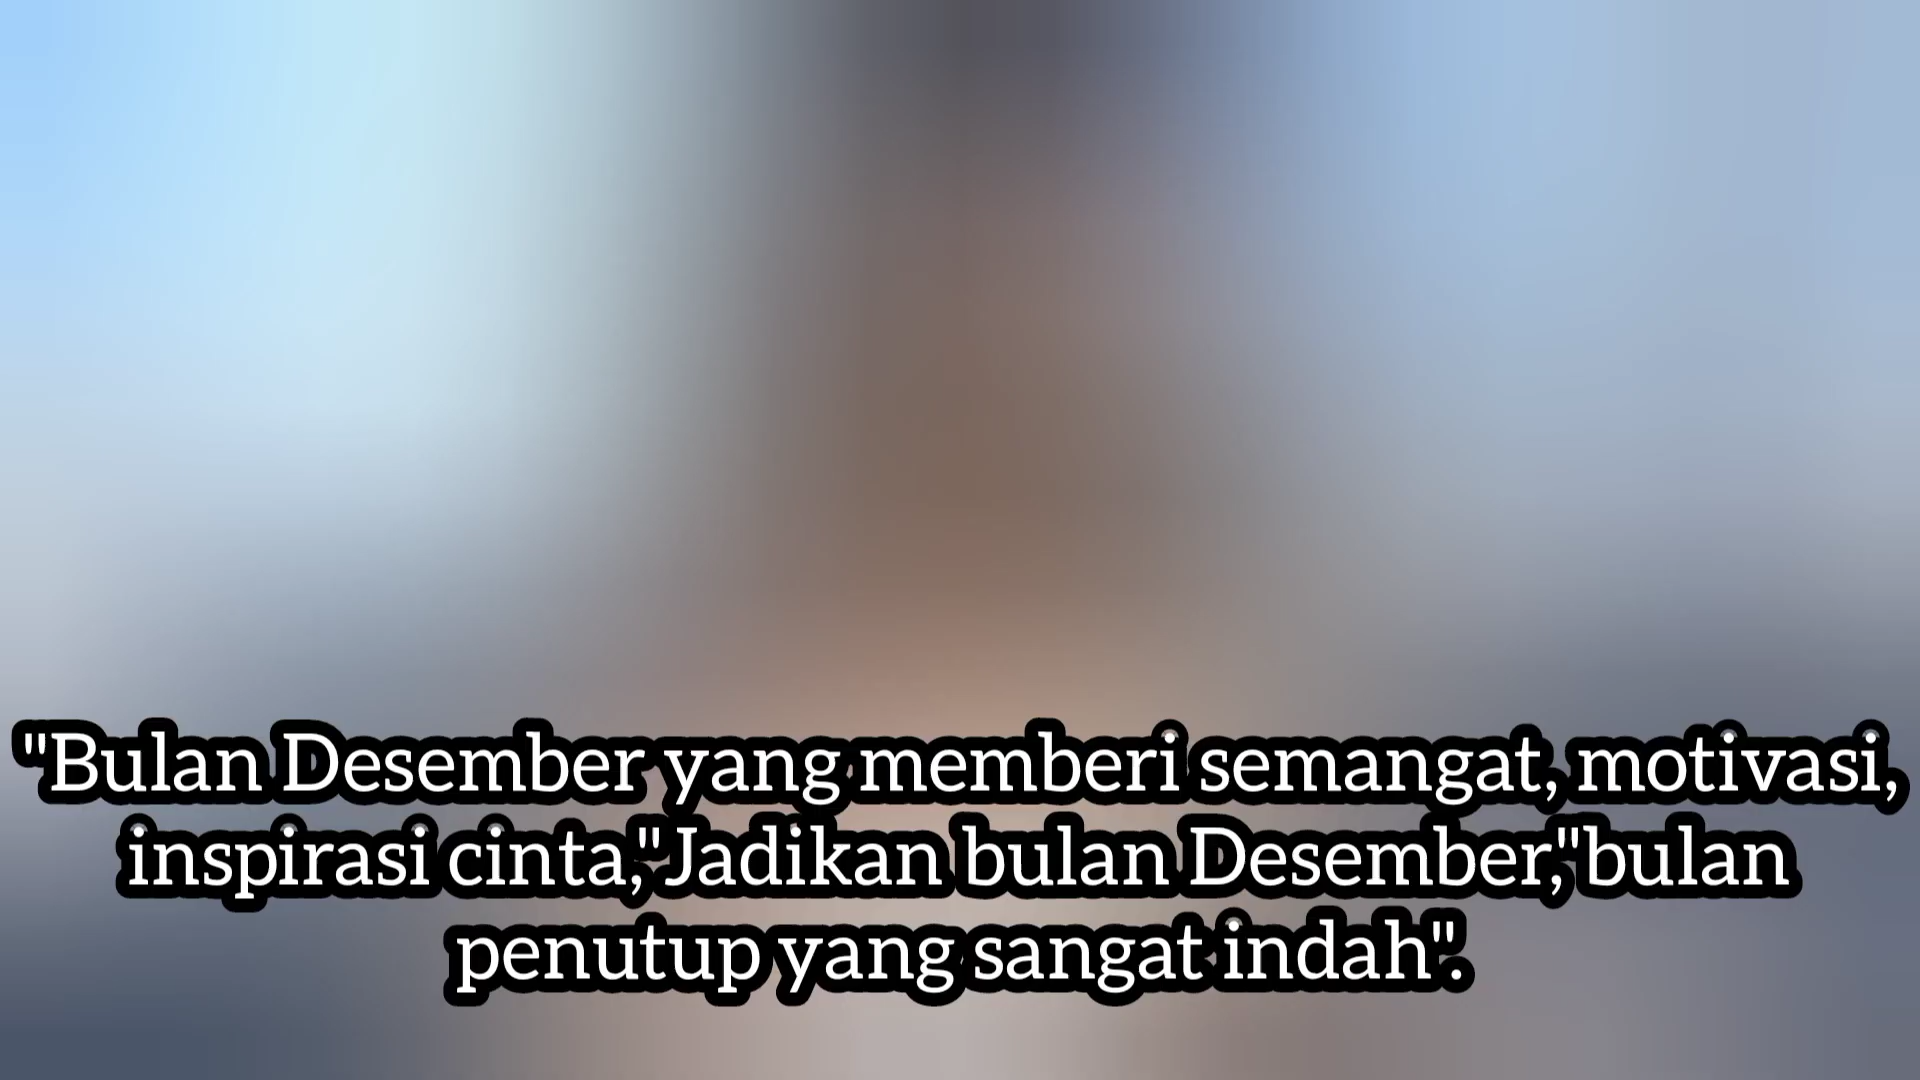 "Bulan Desember yang memberi semangat, motivasi,
inspirasi cinta,"Jadikan bulan Desember,"bulan
penutup yang sangat indah".